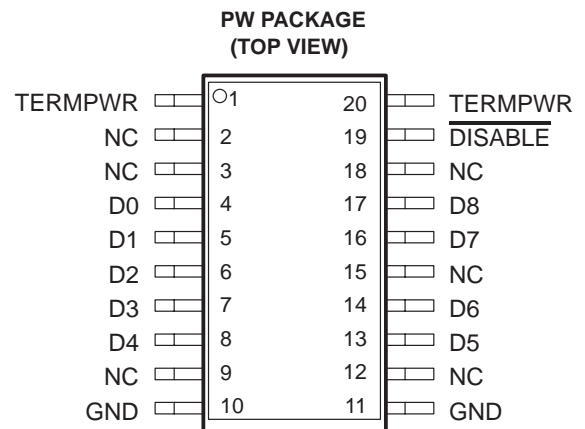 PW PACKAGE
(TOP VIEW)
TERMPWR 1 20 TERMPWR
NC 2 19 DISABLE
NC 3 18 NC
D0 4 17 D8
D1 5 16 D7
D2 6 15 NC
D3 7 14 D6
D4 8 13 D5
NC 9 12 NC
GND 10 11 GND